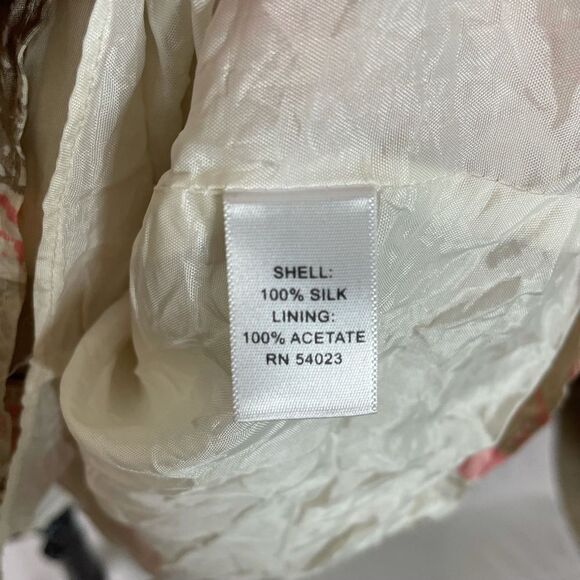 SHELL:
100% SILK
LINING:
100% ACETATE
RN 54023